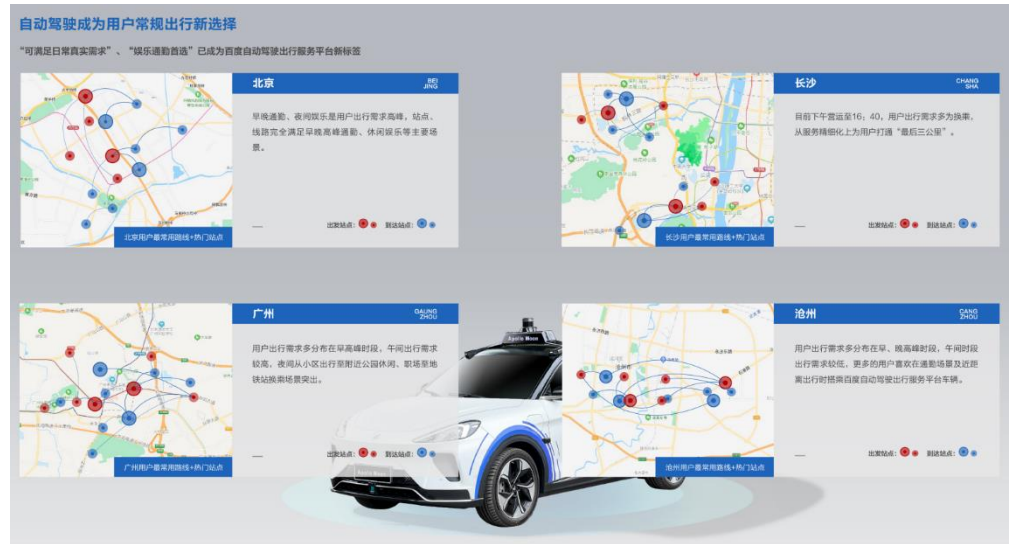 自动驾驶成为用户常规出行新选择
“可满足日常真实需求”、“娱乐通勤首选”已成为百度自动驾驶出行服务平台新标签
北京
BEI
JING
早晚通勤、夜间娱乐是用户出行需求高峰，站点、
线路完全满足早晚高峰通勤、休闲娱乐等主要场
景。
出发站点：
到达站点：
北京用户最常用路线+热门站点
长沙
CHANG
SHA
目前下午营运至16：40，用户出行需求多为换乘，
从服务精细化上为用户打通“最后三公里”。
出发站点：
到达站点：
长沙用户最常用路线+热门站点
广州
GAUNG
ZHOU
用户出行需求多分布在早高峰时段，午间出行需求
较高，夜间从小区出行至附近公园休闲、职场至地
铁站换乘场景突出。
出发站点：
到达站点：
广州用户最常用路线+热门站点
Apollo Moon
沧州
CANG
ZHOU
用户出行需求多分布在早、晚高峰时段，午间时段
出行需求较低，更多的用户喜欢在通勤场景及近距
离出行时搭乘百度自动驾驶出行服务平台车辆。
出发站点：
到达站点：
沧州用户最常用路线+热门站点